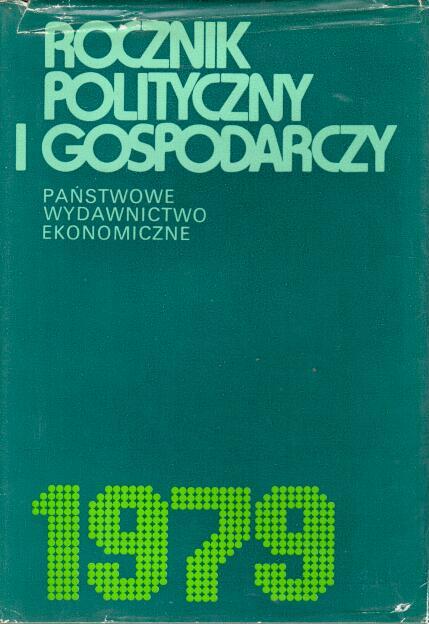 ROCZNIK
POLITYCZNY
I GOSPODARCZY
PAŃSTWOWE
WYDAWNICTWO
EKONOMICZNE
1979